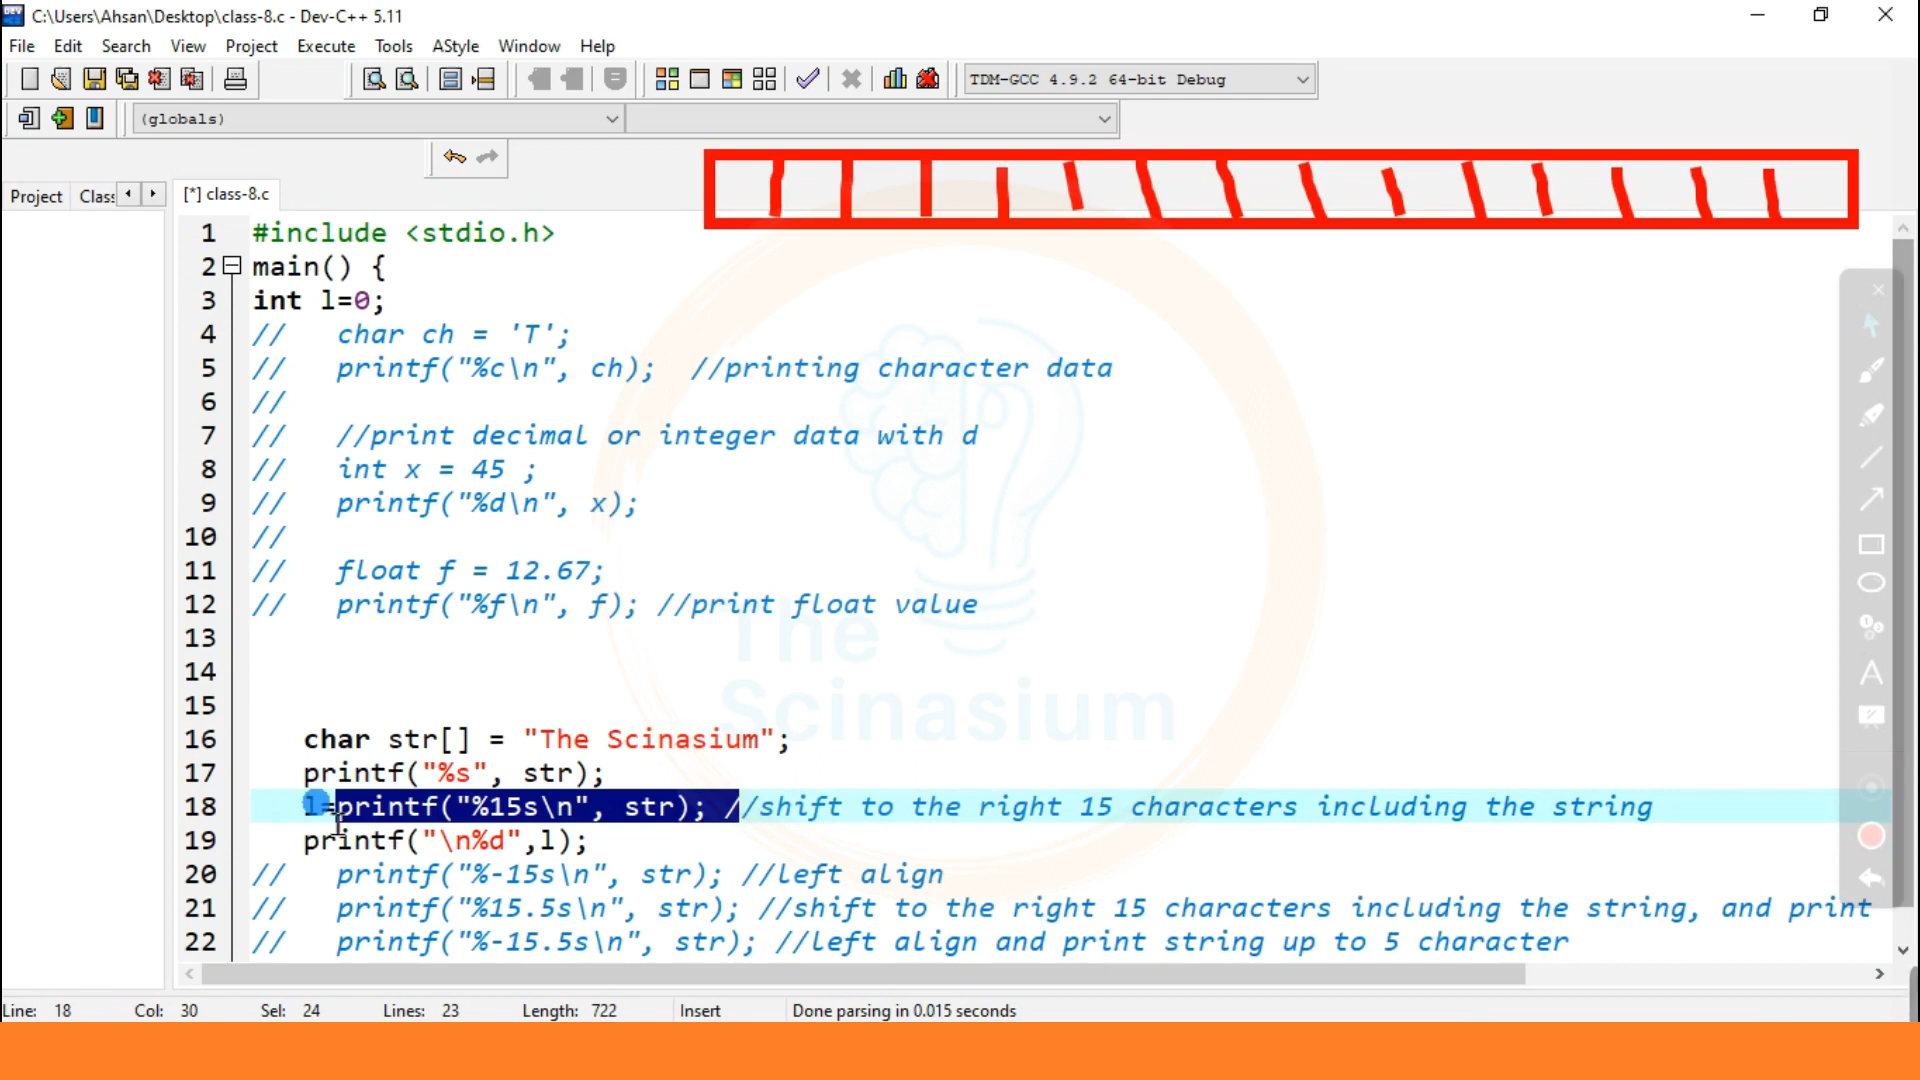 C:\Users\Ahsan\Desktop\class-8.c - Dev-C++ 5.11
File Edit Search View Project Execute Tools AStyle Window Help
TDM-GCC 4.9.2 64-bit Debug
(globals)
Project Class [*] class-8.c
1 #include <stdio.h>
2 main() {
3 int l=0;
4 // char ch = 'T';
5 // printf("%c\n", ch); //printing character data
6 //
7 // //print decimal or integer data with d
8 // int x = 45 ;
9 // printf("%d\n", x);
10 //
11 // float f = 12.67;
12 // printf("%f\n", f); //print float value
13
14
15
16 char str[] = "The Scinasium";
17 printf("%s", str);
18 l=printf("%15s\n", str); //shift to the right 15 characters including the string
19 printf("\n%d",l);
20 // printf("%-15s\n", str); //left align
21 // printf("%15.5s\n", str); //shift to the right 15 characters including the string, and print
22 // printf("%-15.5s\n", str); //left align and print string up to 5 character
The
Scinasium
Line: 18 Col: 30 Sel: 24 Lines: 23 Length: 722 Insert Done parsing in 0.015 seconds